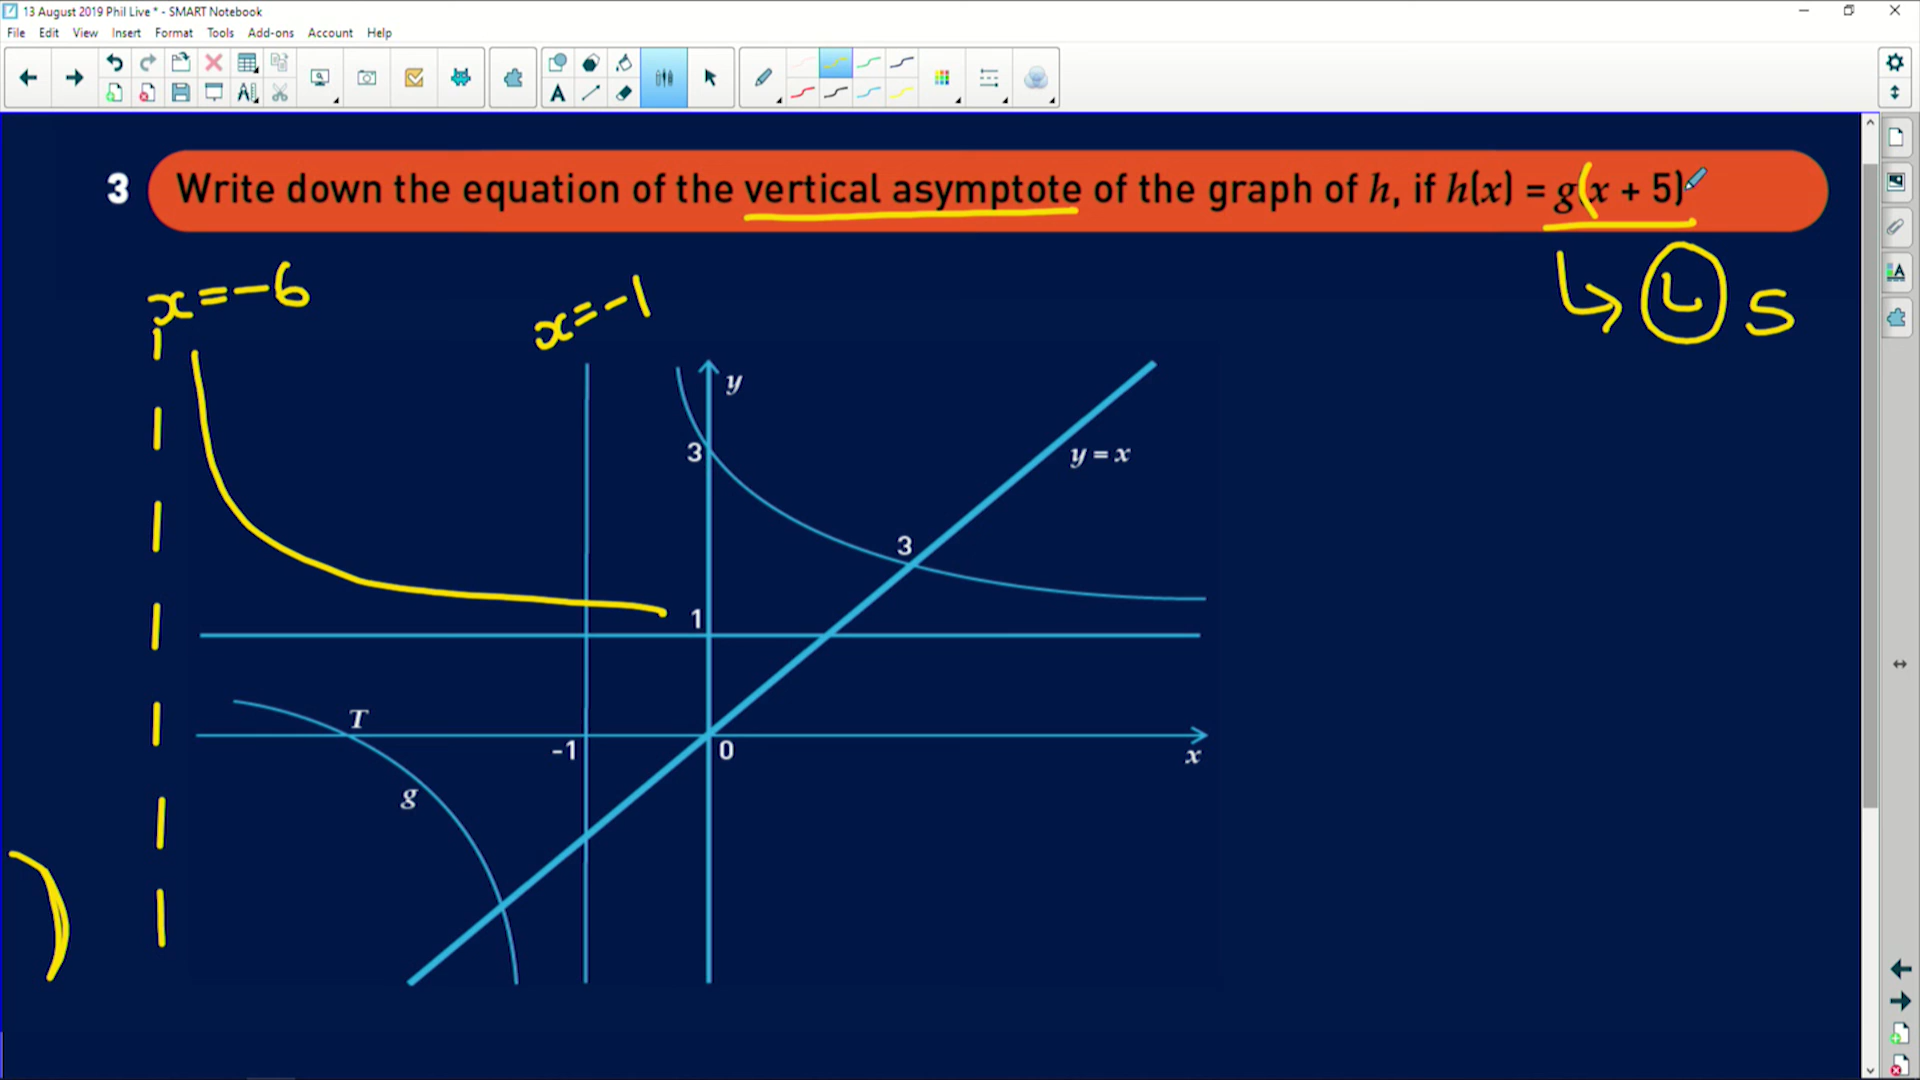 13 August 2019 Phil Live * - SMART Notebook
File Edit View Insert Format Tools Add-ons Account Help
3 Write down the equation of the vertical asymptote of the graph of h, if h(x) = g(x + 5)
x=-6
x=-1
L 5
y
3
y = x
3
1
T
-1
0
x
g